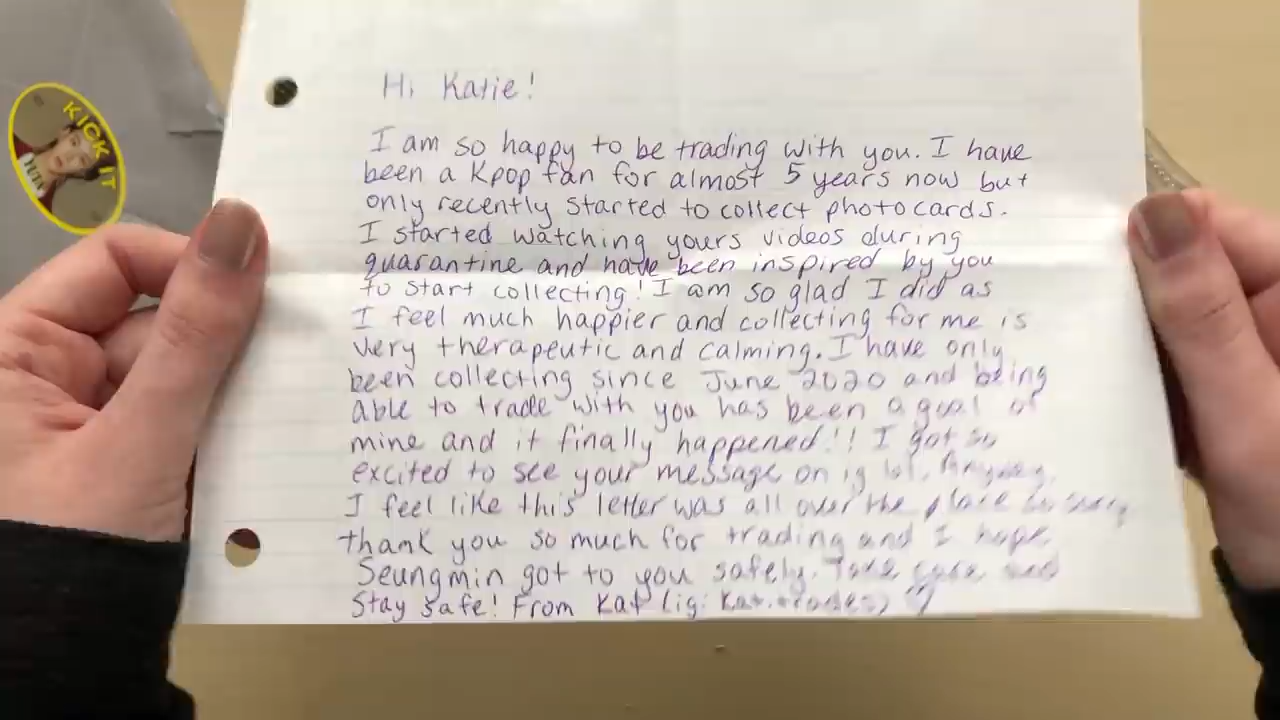 KICK IT
Hi Katie!
I am so happy to be trading with you. I have
been a Kpop fan for almost 5 years now but
only recently started to collect photocards.
I started watching yours videos during
quarantine and have been inspired by you
to start collecting! I am so glad I did as
I feel much happier and collecting for me is
very therapeutic and calming. I have only
been collecting since June 2020 and being
able to trade with you has been a goal of
mine and it finally happened!! I got so
excited to see your message on ig lol. Anyway,
I feel like this letter was all over the place so sorry
thank you so much for trading and I hope
Seungmin got to you safely. Take care and
Stay safe! From Kat (ig: Kat.trades)